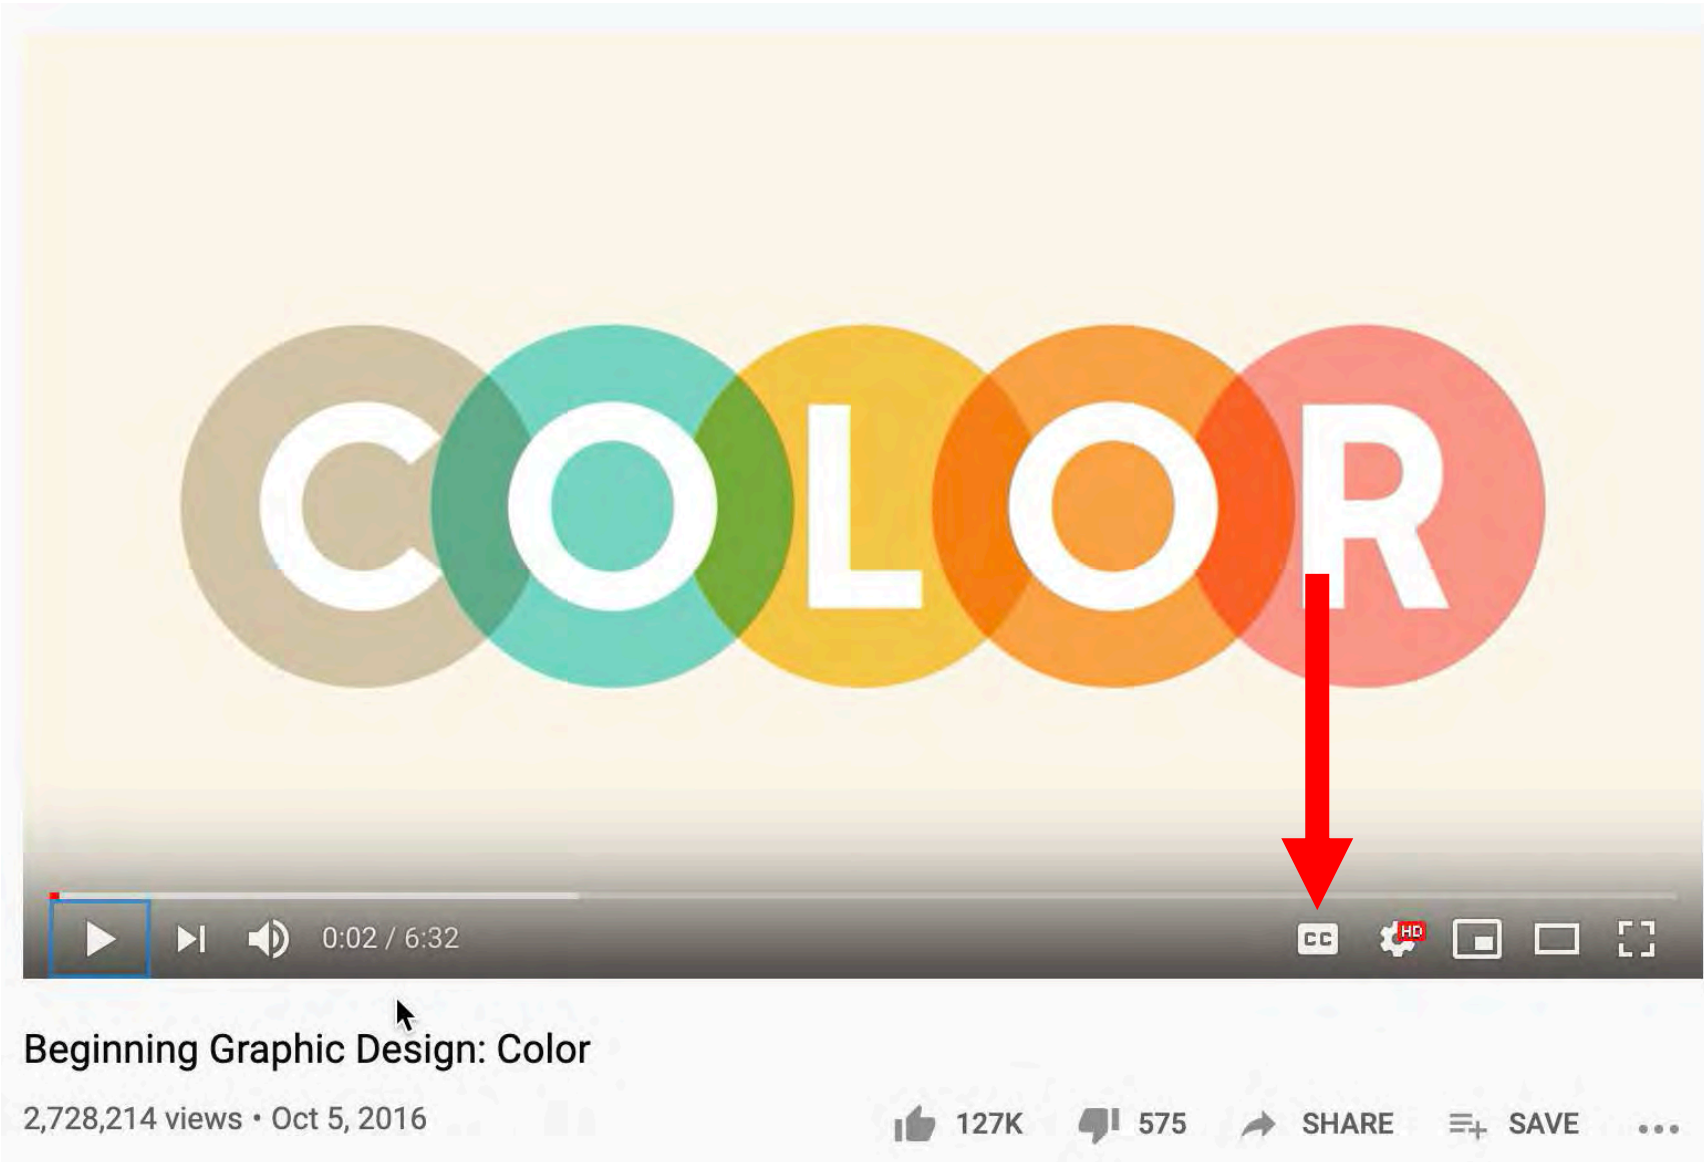 COLOR
0:02 / 6:32 CC HD
Beginning Graphic Design: Color
2,728,214 views • Oct 5, 2016 127K 575 SHARE SAVE